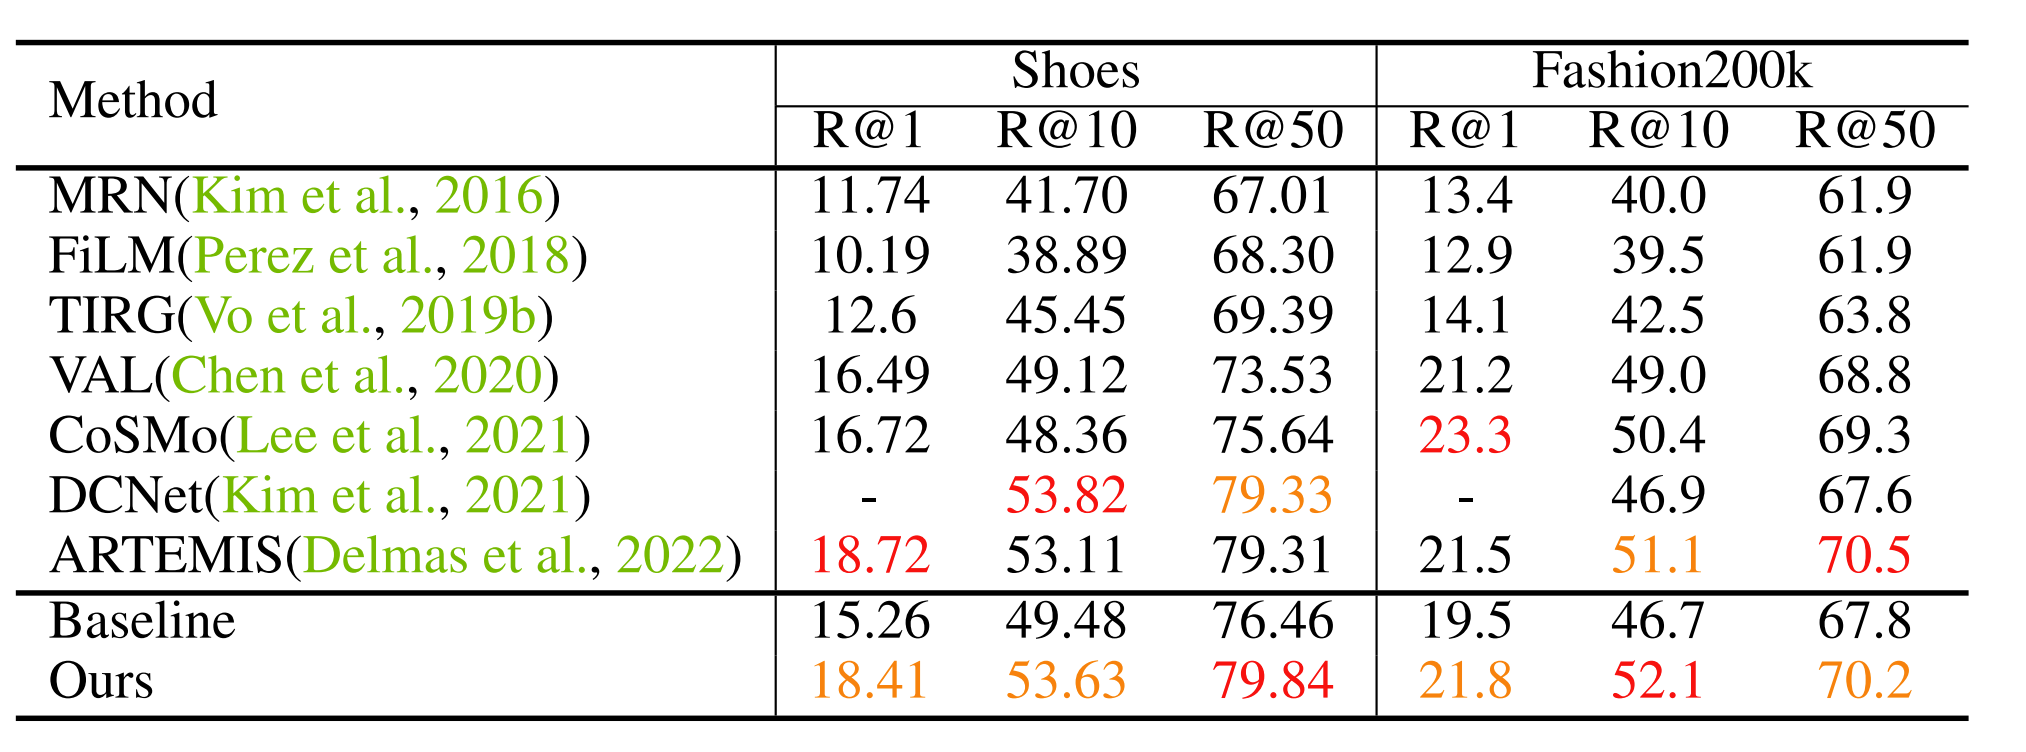 Method Shoes Fashion200k
R@1 R@10 R@50 R@1 R@10 R@50
MRN(Kim et al., 2016) 11.74 41.70 67.01 13.4 40.0 61.9
FiLM(Perez et al., 2018) 10.19 38.89 68.30 12.9 39.5 61.9
TIRG(Vo et al., 2019b) 12.6 45.45 69.39 14.1 42.5 63.8
VAL(Chen et al., 2020) 16.49 49.12 73.53 21.2 49.0 68.8
CoSMo(Lee et al., 2021) 16.72 48.36 75.64 23.3 50.4 69.3
DCNet(Kim et al., 2021) - 53.82 79.33 - 46.9 67.6
ARTEMIS(Delmas et al., 2022) 18.72 53.11 79.31 21.5 51.1 70.5
Baseline 15.26 49.48 76.46 19.5 46.7 67.8
Ours 18.41 53.63 79.84 21.8 52.1 70.2